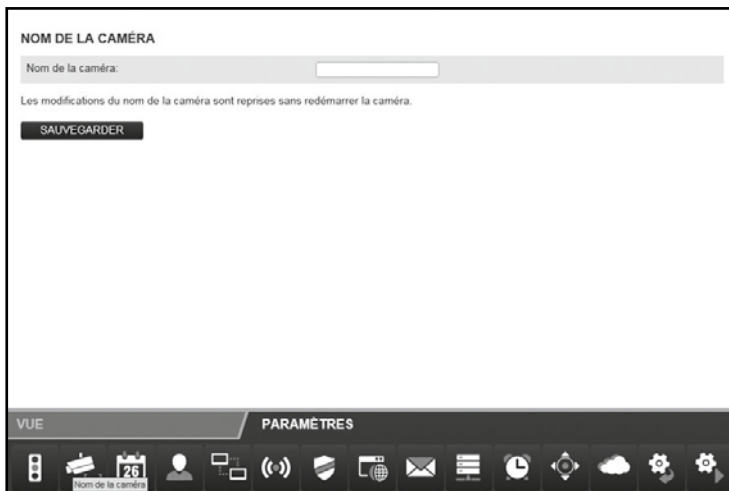 NOM DE LA CAMÉRA
Nom de la caméra:
Les modifications du nom de la caméra sont reprises sans redémarrer la caméra.
SAUVEGARDER
VUE
PARAMÈTRES
26
Nom de la caméra